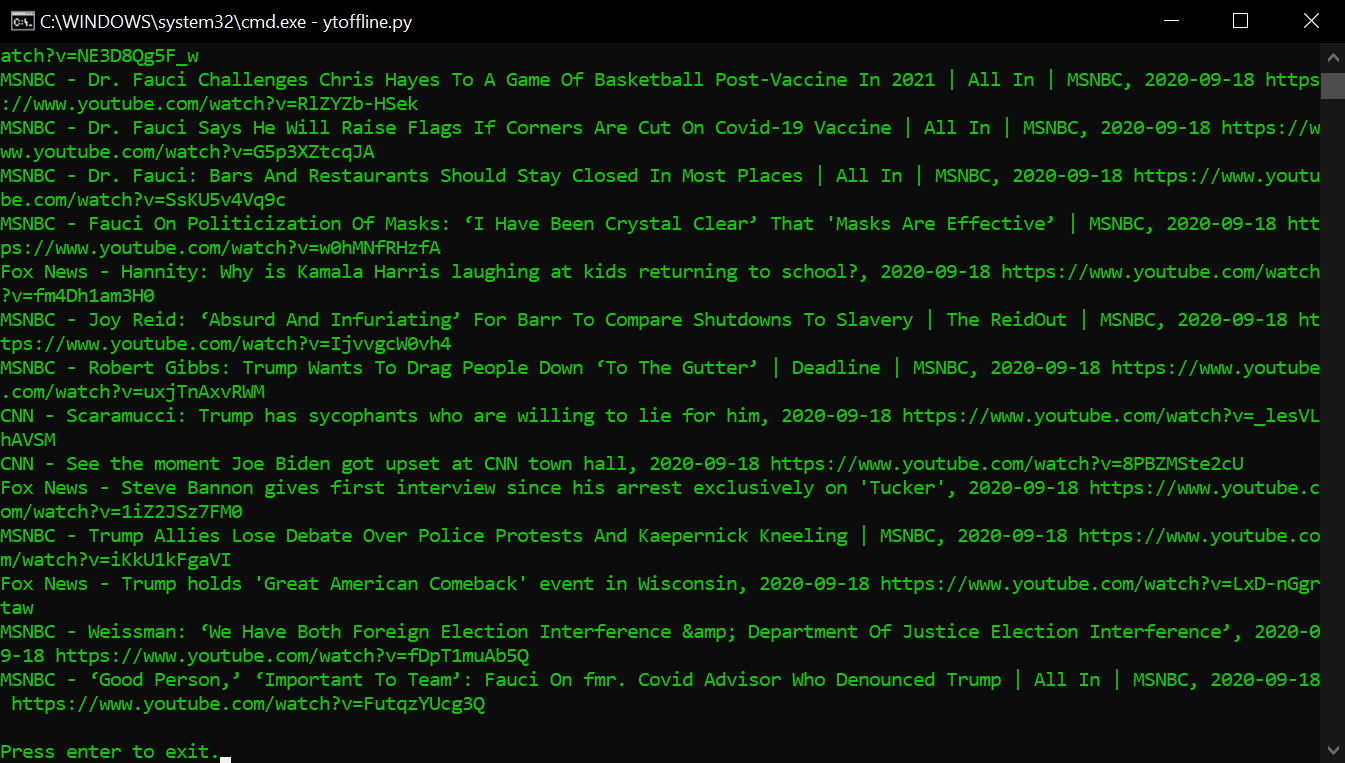 C:\WINDOWS\system32\cmd.exe - ytoffline.py
atch?v=NE3D8Qg5F_w
MSNBC - Dr. Fauci Challenges Chris Hayes To A Game Of Basketball Post-Vaccine In 2021 | All In | MSNBC, 2020-09-18 https
://www.youtube.com/watch?v=RlZYZb-HSek
MSNBC - Dr. Fauci Says He Will Raise Flags If Corners Are Cut On Covid-19 Vaccine | All In | MSNBC, 2020-09-18 https://w
ww.youtube.com/watch?v=G5p3XZtcqJA
MSNBC - Dr. Fauci: Bars And Restaurants Should Stay Closed In Most Places | All In | MSNBC, 2020-09-18 https://www.youtu
be.com/watch?v=SsKU5v4Vq9c
MSNBC - Fauci On Politicization Of Masks: ‘I Have Been Crystal Clear’ That 'Masks Are Effective’ | MSNBC, 2020-09-18 htt
ps://www.youtube.com/watch?v=w0hMNfRHzfA
Fox News - Hannity: Why is Kamala Harris laughing at kids returning to school?, 2020-09-18 https://www.youtube.com/watch
?v=fm4Dh1am3H0
MSNBC - Joy Reid: ‘Absurd And Infuriating’ For Barr To Compare Shutdowns To Slavery | The ReidOut | MSNBC, 2020-09-18 ht
tps://www.youtube.com/watch?v=IjvvgcW0vh4
MSNBC - Robert Gibbs: Trump Wants To Drag People Down ‘To The Gutter’ | Deadline | MSNBC, 2020-09-18 https://www.youtube
.com/watch?v=uxjTnAxvRWM
CNN - Scaramucci: Trump has sycophants who are willing to lie for him, 2020-09-18 https://www.youtube.com/watch?v=_lesVL
hAVSM
CNN - See the moment Joe Biden got upset at CNN town hall, 2020-09-18 https://www.youtube.com/watch?v=8PBZMSte2cU
Fox News - Steve Bannon gives first interview since his arrest exclusively on 'Tucker', 2020-09-18 https://www.youtube.c
om/watch?v=1iZ2JSz7FM0
MSNBC - Trump Allies Lose Debate Over Police Protests And Kaepernick Kneeling | MSNBC, 2020-09-18 https://www.youtube.co
m/watch?v=iKkU1kFgaVI
Fox News - Trump holds 'Great American Comeback' event in Wisconsin, 2020-09-18 https://www.youtube.com/watch?v=LxD-nGgr
taw
MSNBC - Weissman: ‘We Have Both Foreign Election Interference &amp; Department Of Justice Election Interference’, 2020-0
9-18 https://www.youtube.com/watch?v=fDpT1muAb5Q
MSNBC - ‘Good Person,’ ‘Important To Team’: Fauci On fmr. Covid Advisor Who Denounced Trump | All In | MSNBC, 2020-09-18
https://www.youtube.com/watch?v=FutqzYUcg3Q
Press enter to exit.